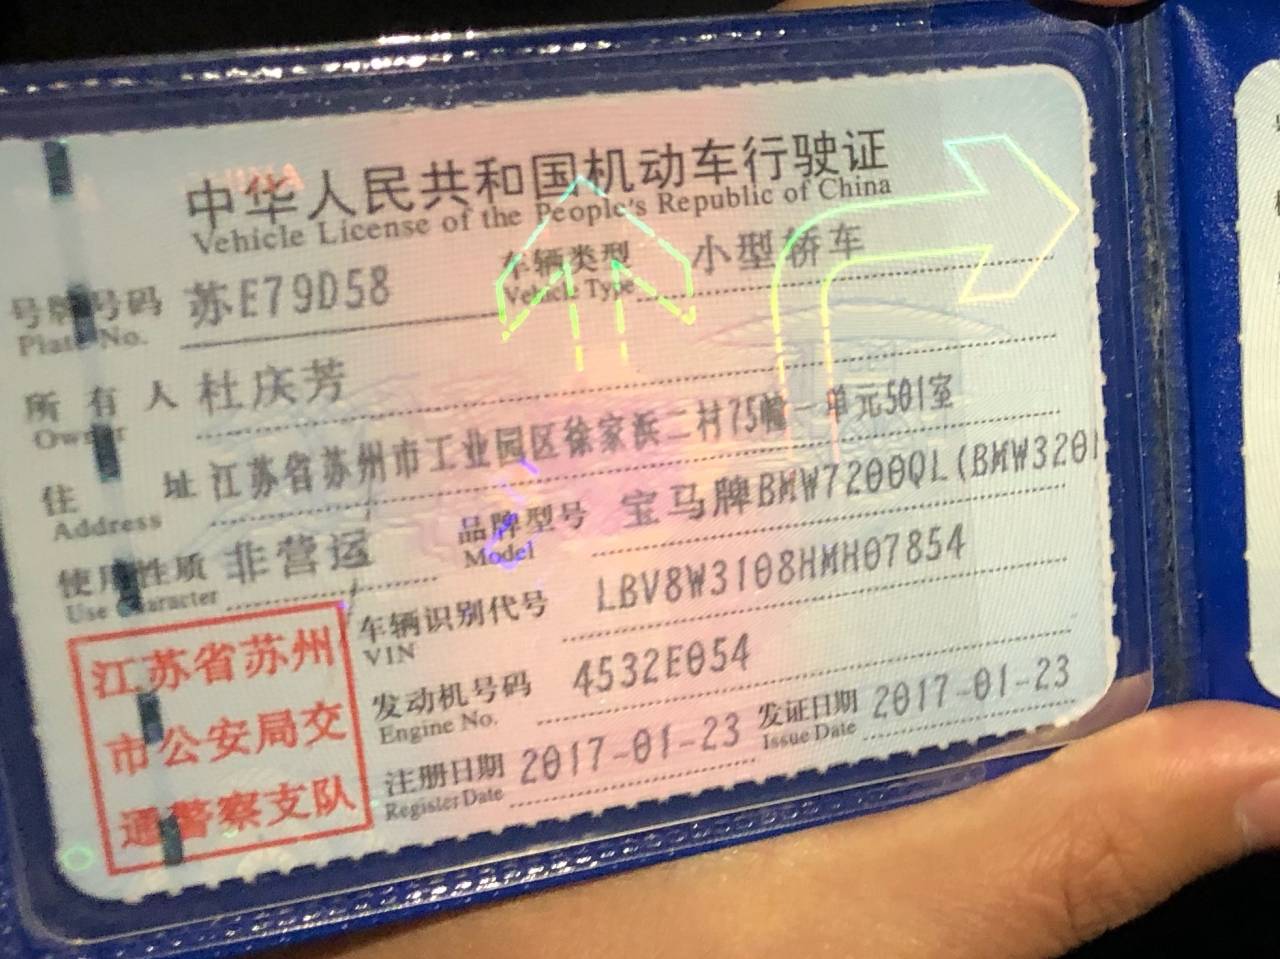 中华人民共和国机动车行驶证
Vehicle License of the People's Republic of China
号牌号码 苏E79D58 车辆类型 小型轿车
Plate No. Vehicle Type
所有人 杜庆芳
Owner
住址 江苏省苏州市工业园区徐家浜二村75幢一单元501室
Address
使用性质 非营运 品牌型号 宝马牌BMW7200QL(BMW320l
Use Character Model
车辆识别代号 LBV8W3108HMH07854
VIN
发动机号码 4532E054
Engine No.
注册日期 2017-01-23 发证日期 2017-01-23
Register Date Issue Date
江苏省苏州
市公安局交
通警察支队